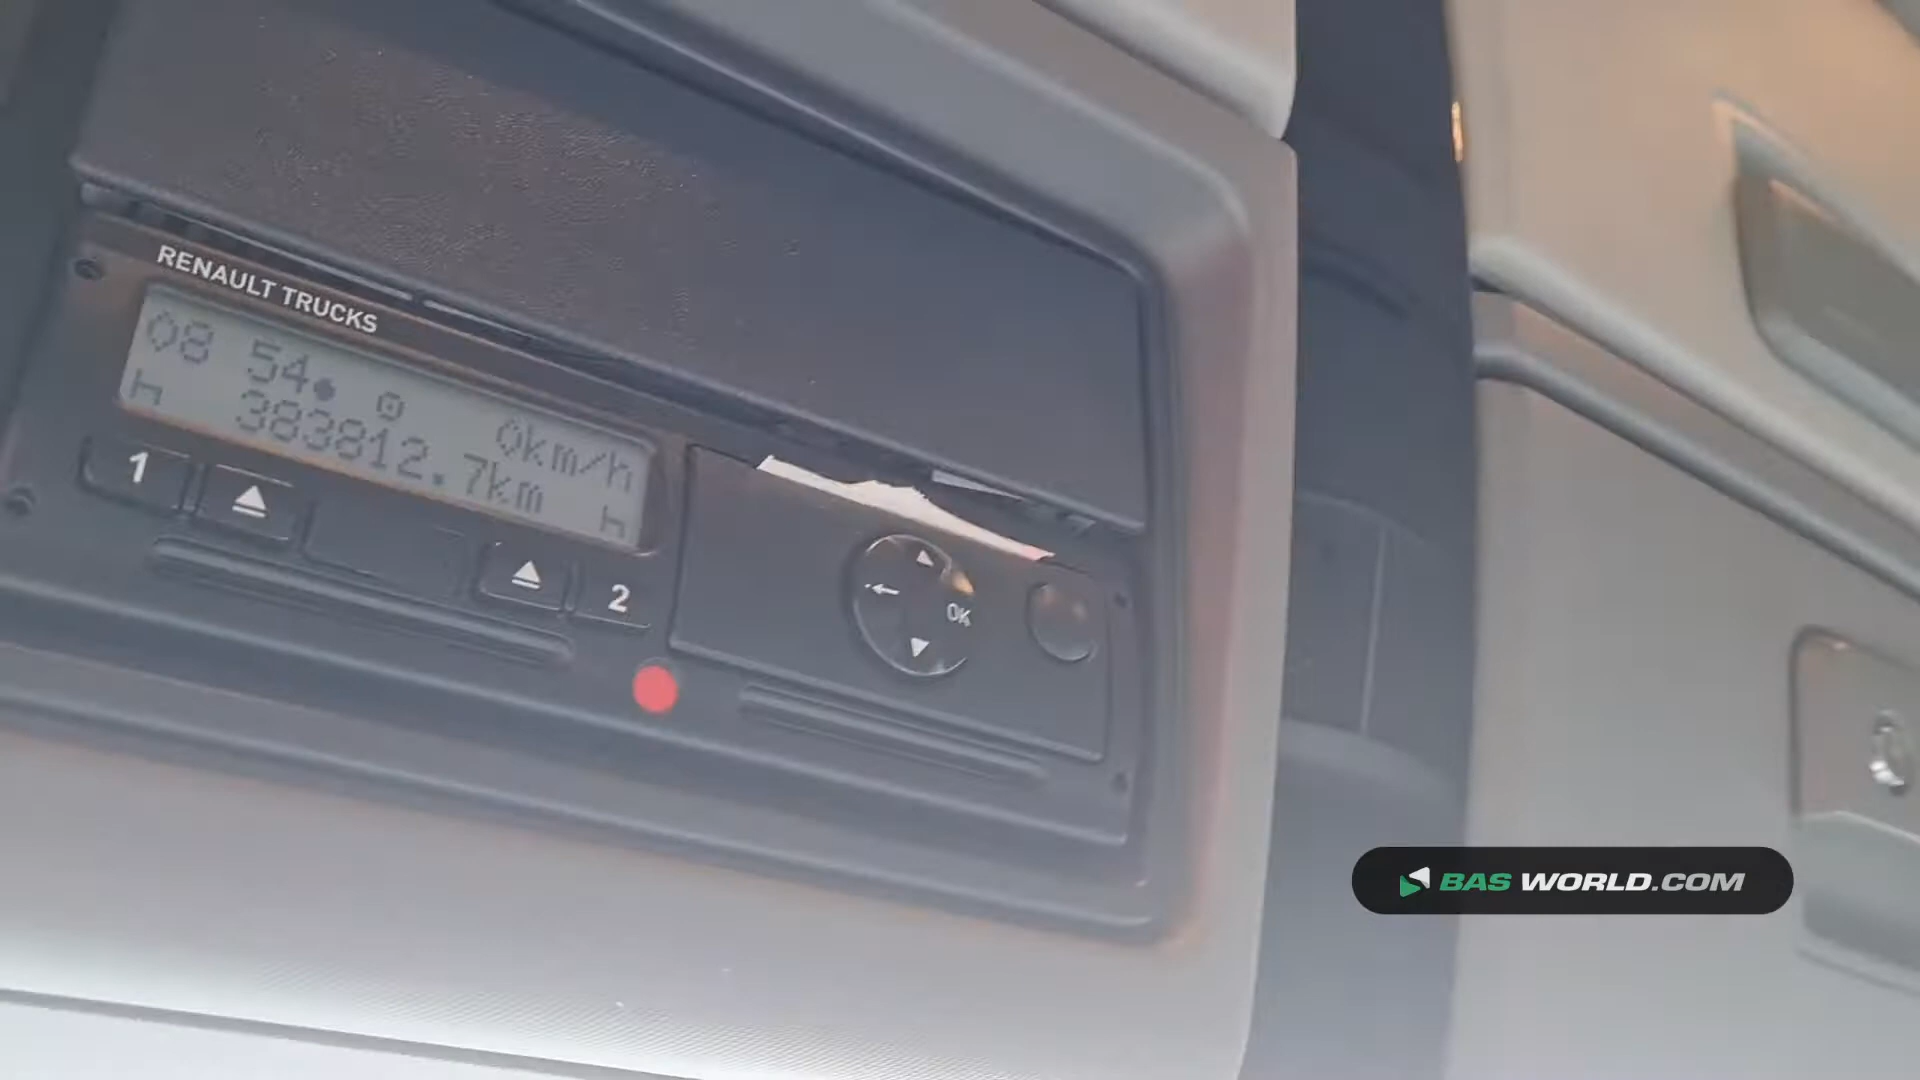 RENAULT TRUCKS
08 54● 0km/h
383812.7km
1
2
OK
BAS WORLD.COM